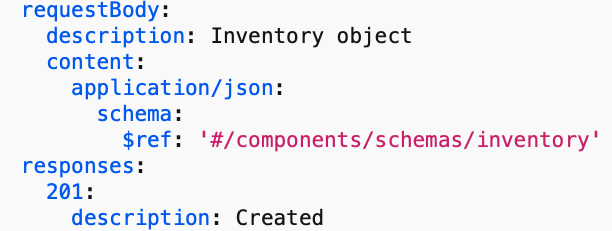 requestBody:
  description: Inventory object
  content:
    application/json:
      schema:
        $ref: '#/components/schemas/inventory'
responses:
  201:
    description: Created